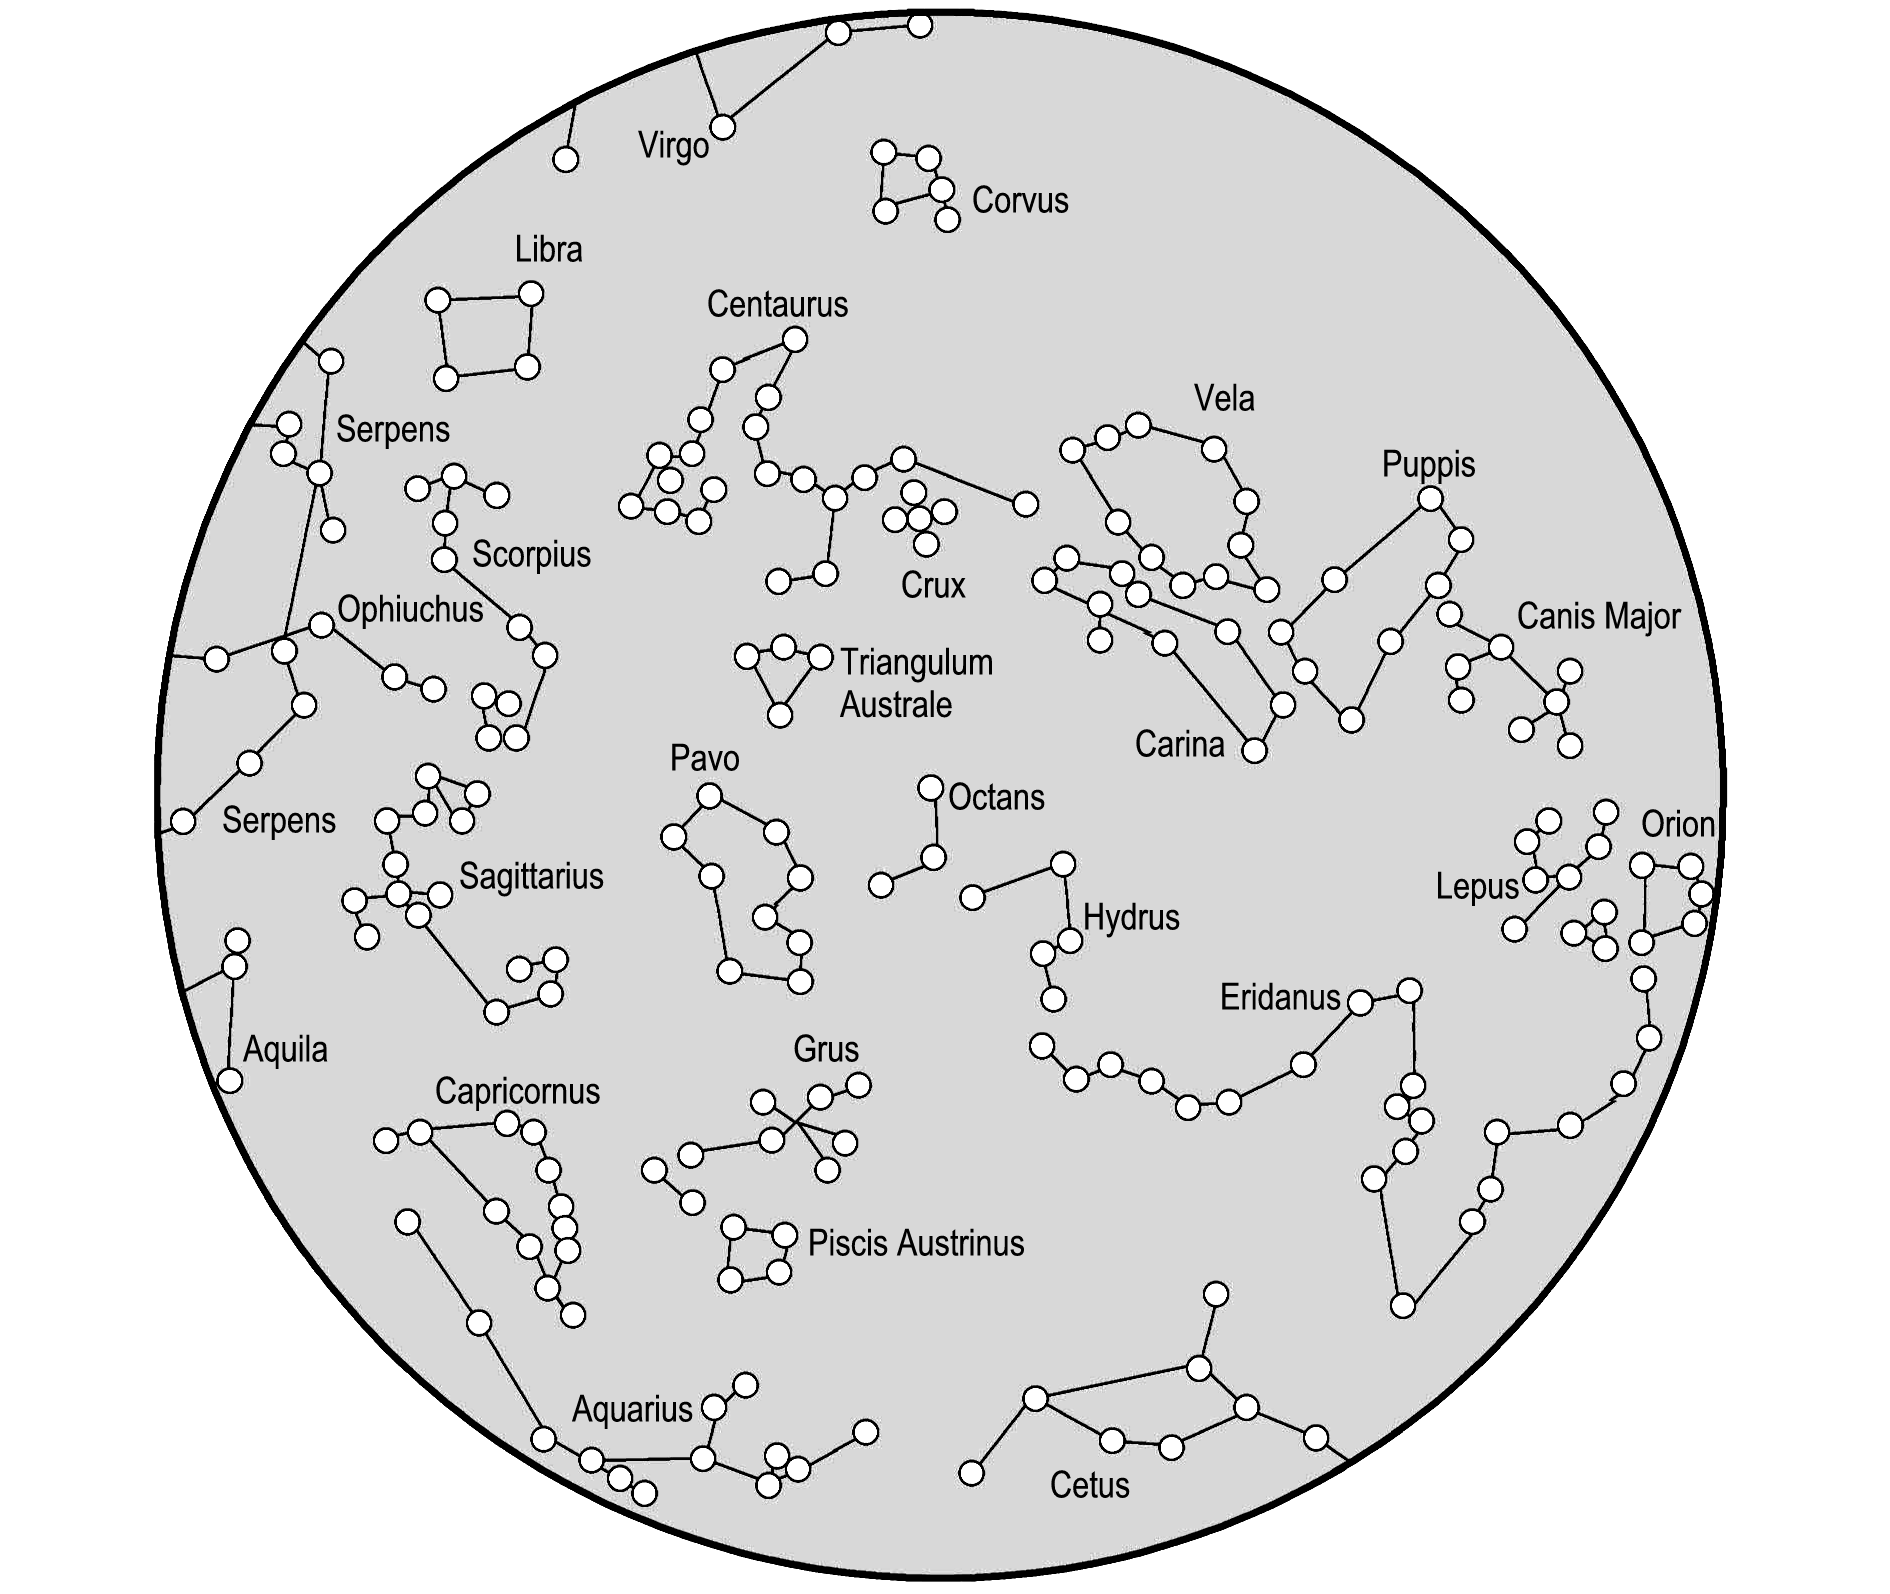 Virgo
Corvus
Libra
Centaurus
Vela
Serpens
Puppis
Scorpius
Crux
Ophiuchus
Canis Major
Triangulum
Australe
Carina
Pavo
Octans
Serpens
Orion
Sagittarius
Lepus
Hydrus
Eridanus
Aquila
Grus
Capricornus
Piscis Austrinus
Aquarius
Cetus